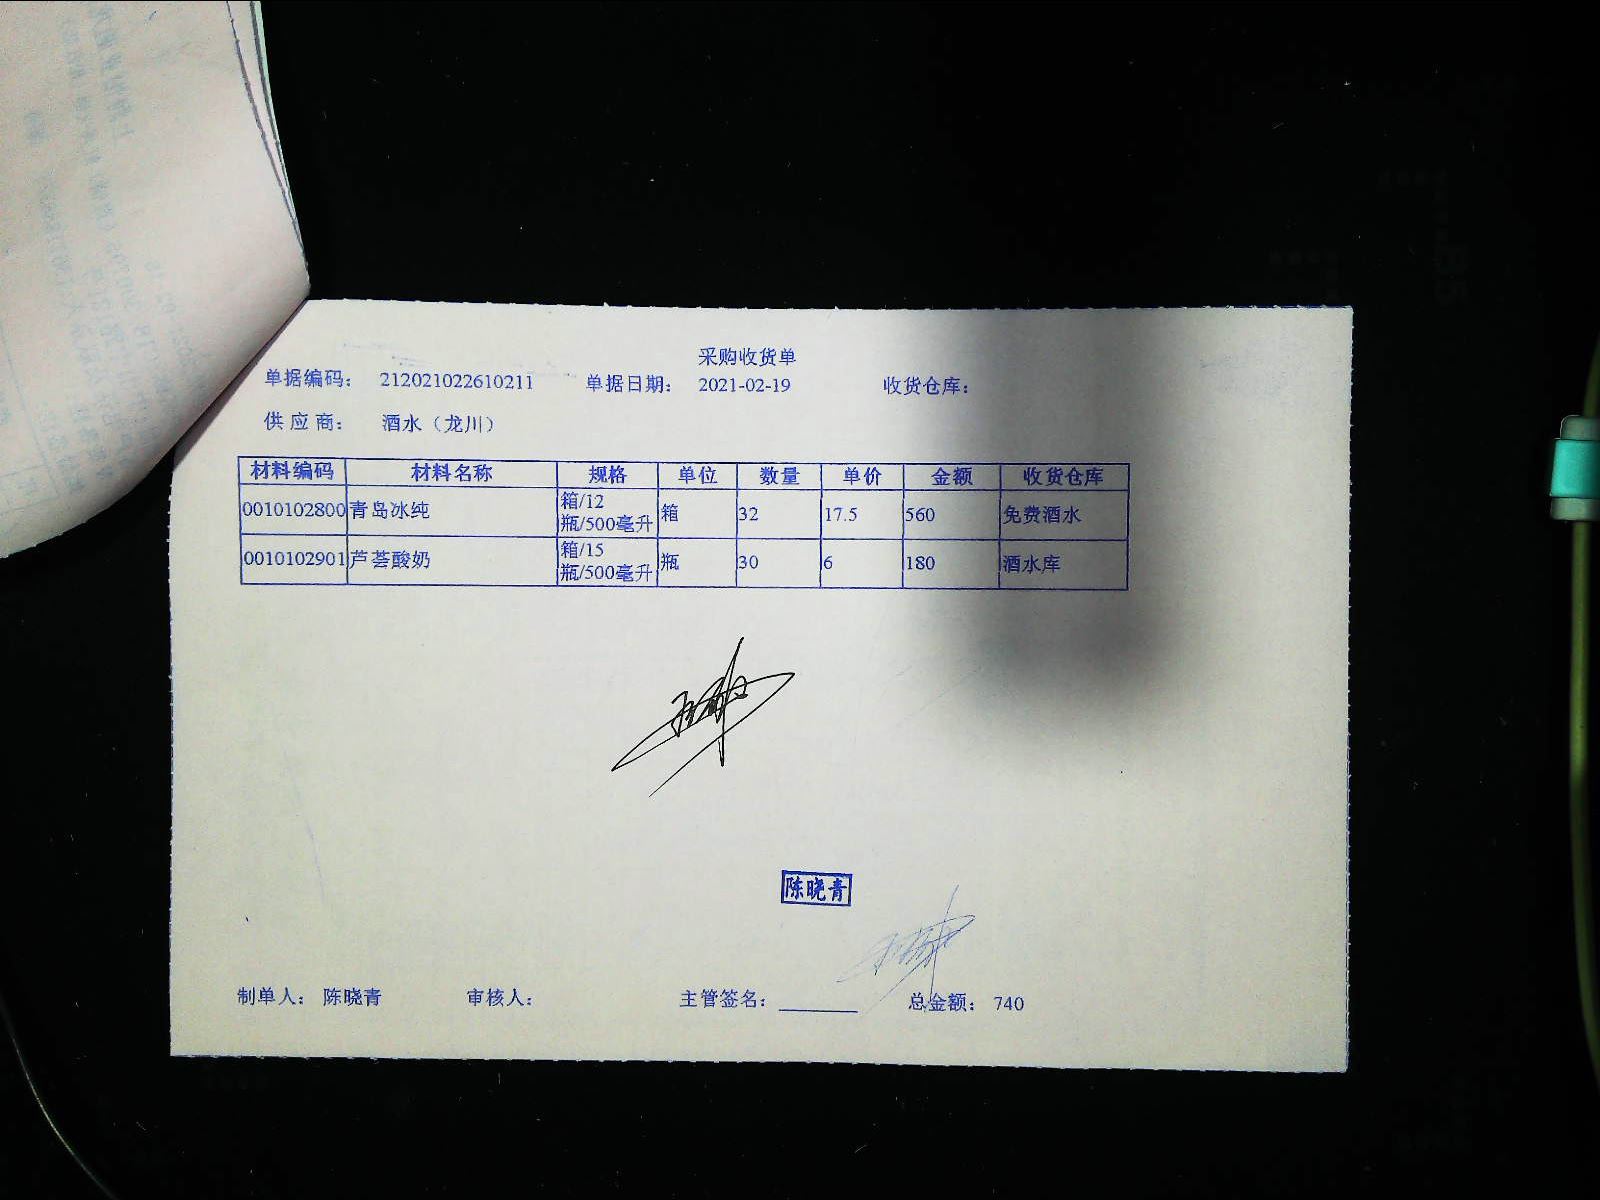 采购收货单
单据编码： 212021022610211 单据日期： 2021-02-19 收货仓库：
供 应 商： 酒水（龙川）
材料编码 材料名称 规格 单位 数量 单价 金额 收货仓库
0010102800 青岛冰纯 箱/12瓶/500毫升 箱 32 17.5 560 免费酒水
0010102901 芦荟酸奶 箱/15瓶/500毫升 瓶 30 6 180 酒水库
陈晓青
制单人： 陈晓青 审核人： 主管签名： 总金额： 740